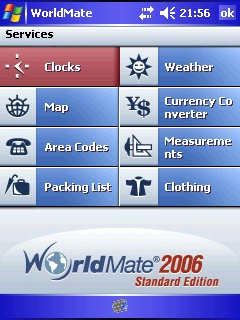 WorldMate 21:56 ok
Services
Clocks
Weather
Map
Currency Co
nverter
Area Codes
Measureme
nts
Packing List
Clothing
WorldMate® 2006
Standard Edition